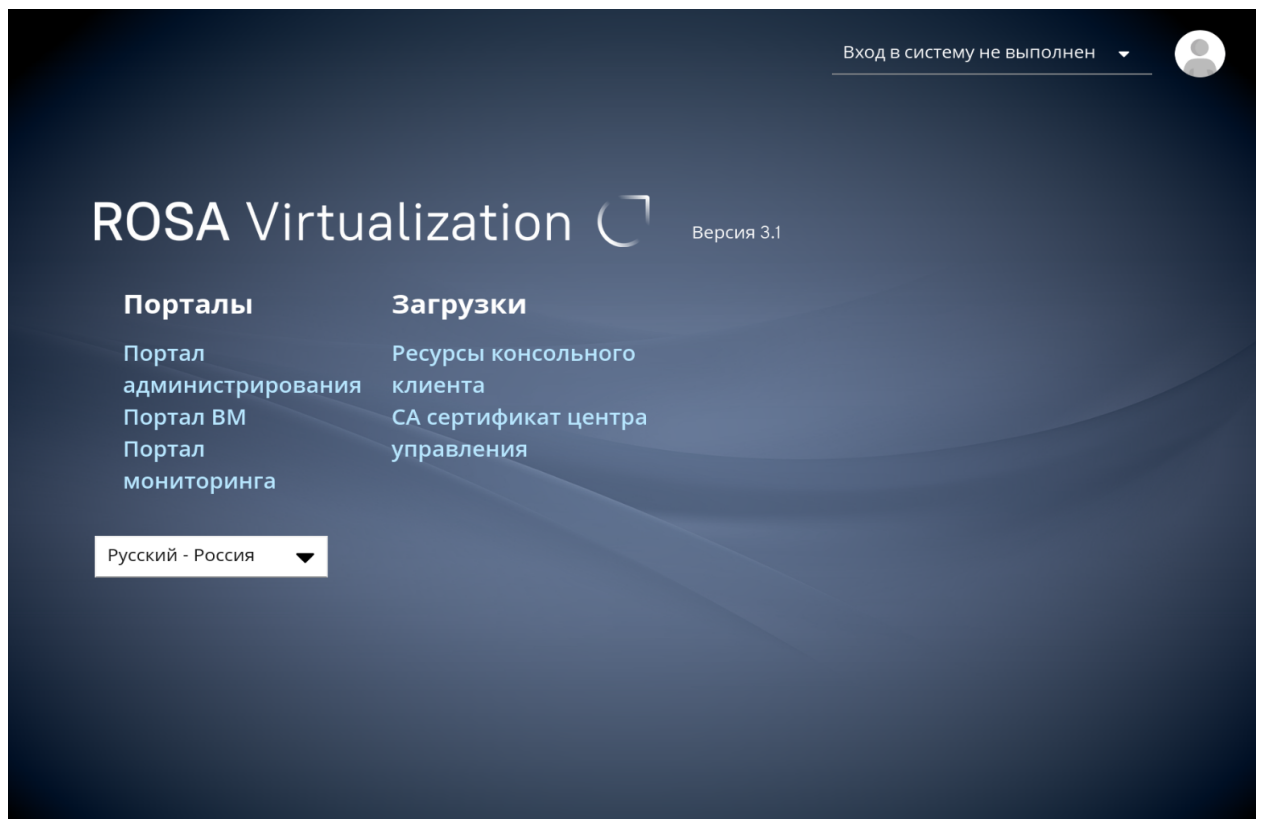 Вход в систему не выполнен
ROSA Virtualization
Версия 3.1
Порталы
Портал
администрирования
Портал ВМ
Портал
мониторинга
Загрузки
Ресурсы консольного
клиента
CA сертификат центра
управления
Русский - Россия